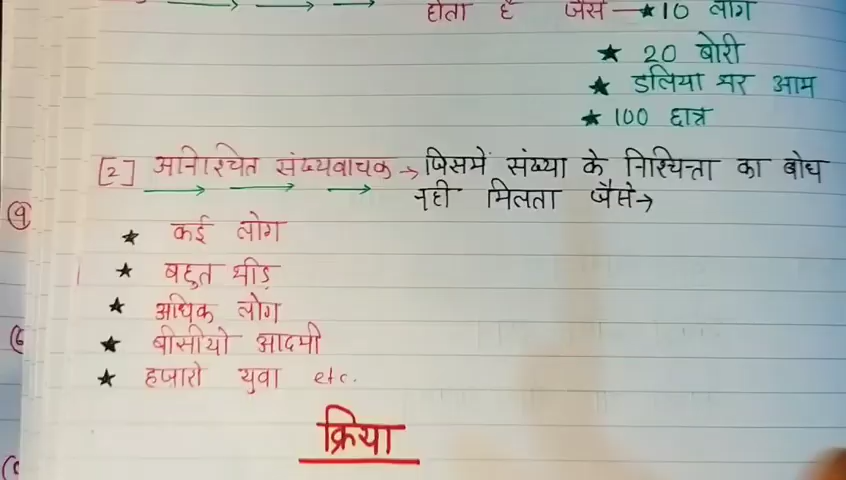 होता है जैसे — ★ 10 लोग
★ 20 बोरी
★ डलिया भर आम
★ 100 छात्र
[2] अनिश्चित संख्यवाचक → जिसमें संख्या के निश्चित्ता का बोध
नही मिलता जैसे →
★ कई लोग
★ बहुत भीड़
★ अधिक लोग
★ बीसीयो आदमी
★ हजारो युवा etc.
क्रिया